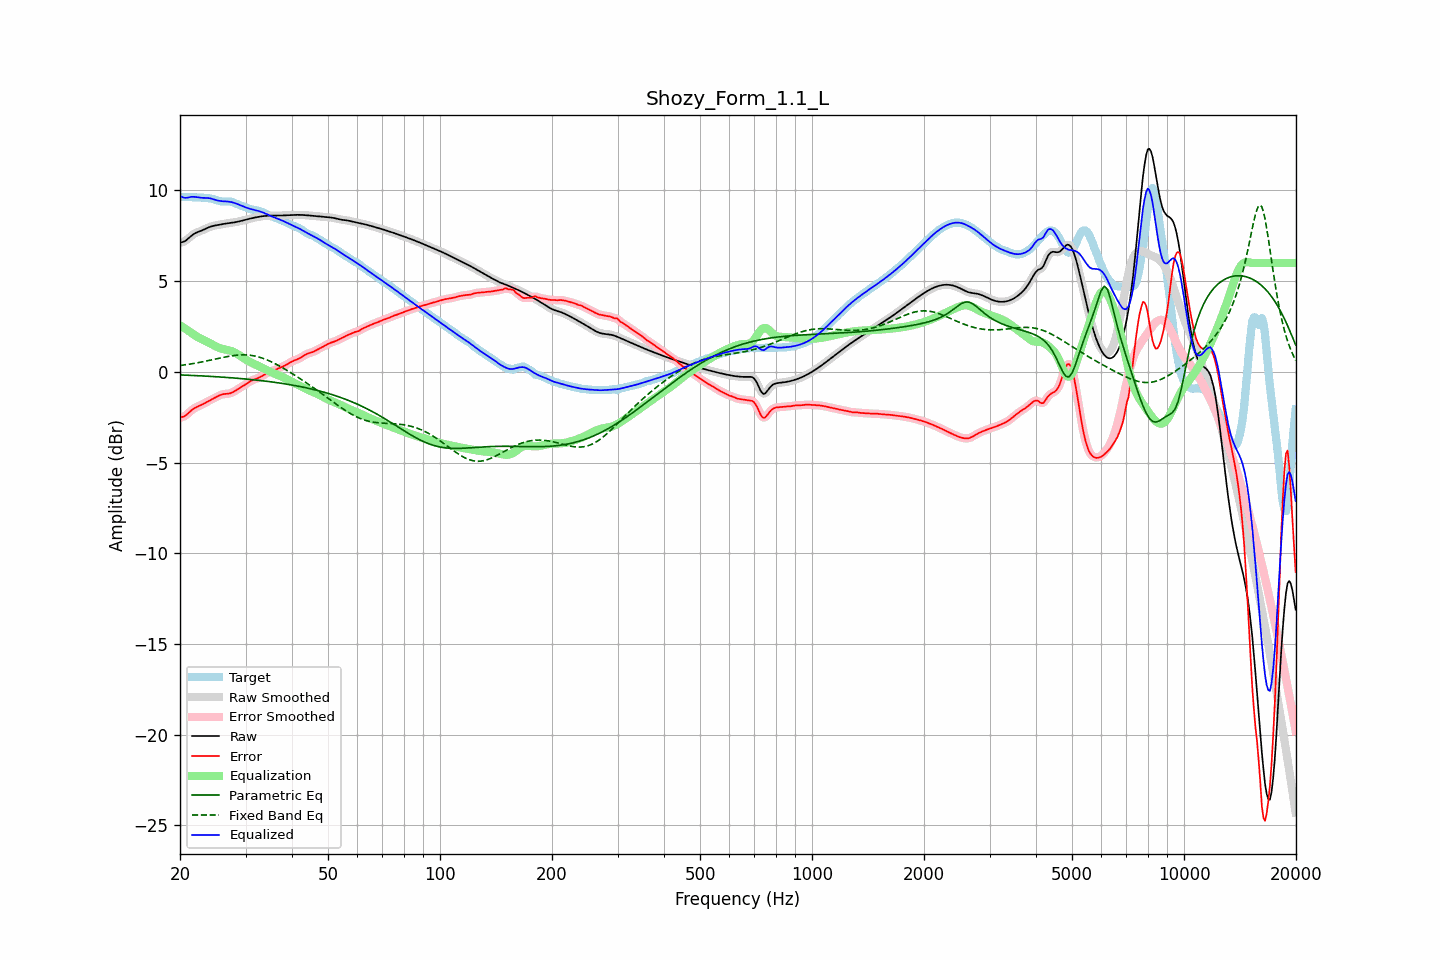 Shozy_Form_1.1_L
10
5
0
−5
−10
−15
−20
−25
Amplitude (dBr)
Target
Raw Smoothed
Error Smoothed
Raw
Error
Equalization
Parametric Eq
Fixed Band Eq
Equalized
20 50 100 200 500 1000 2000 5000 10000 20000
Frequency (Hz)